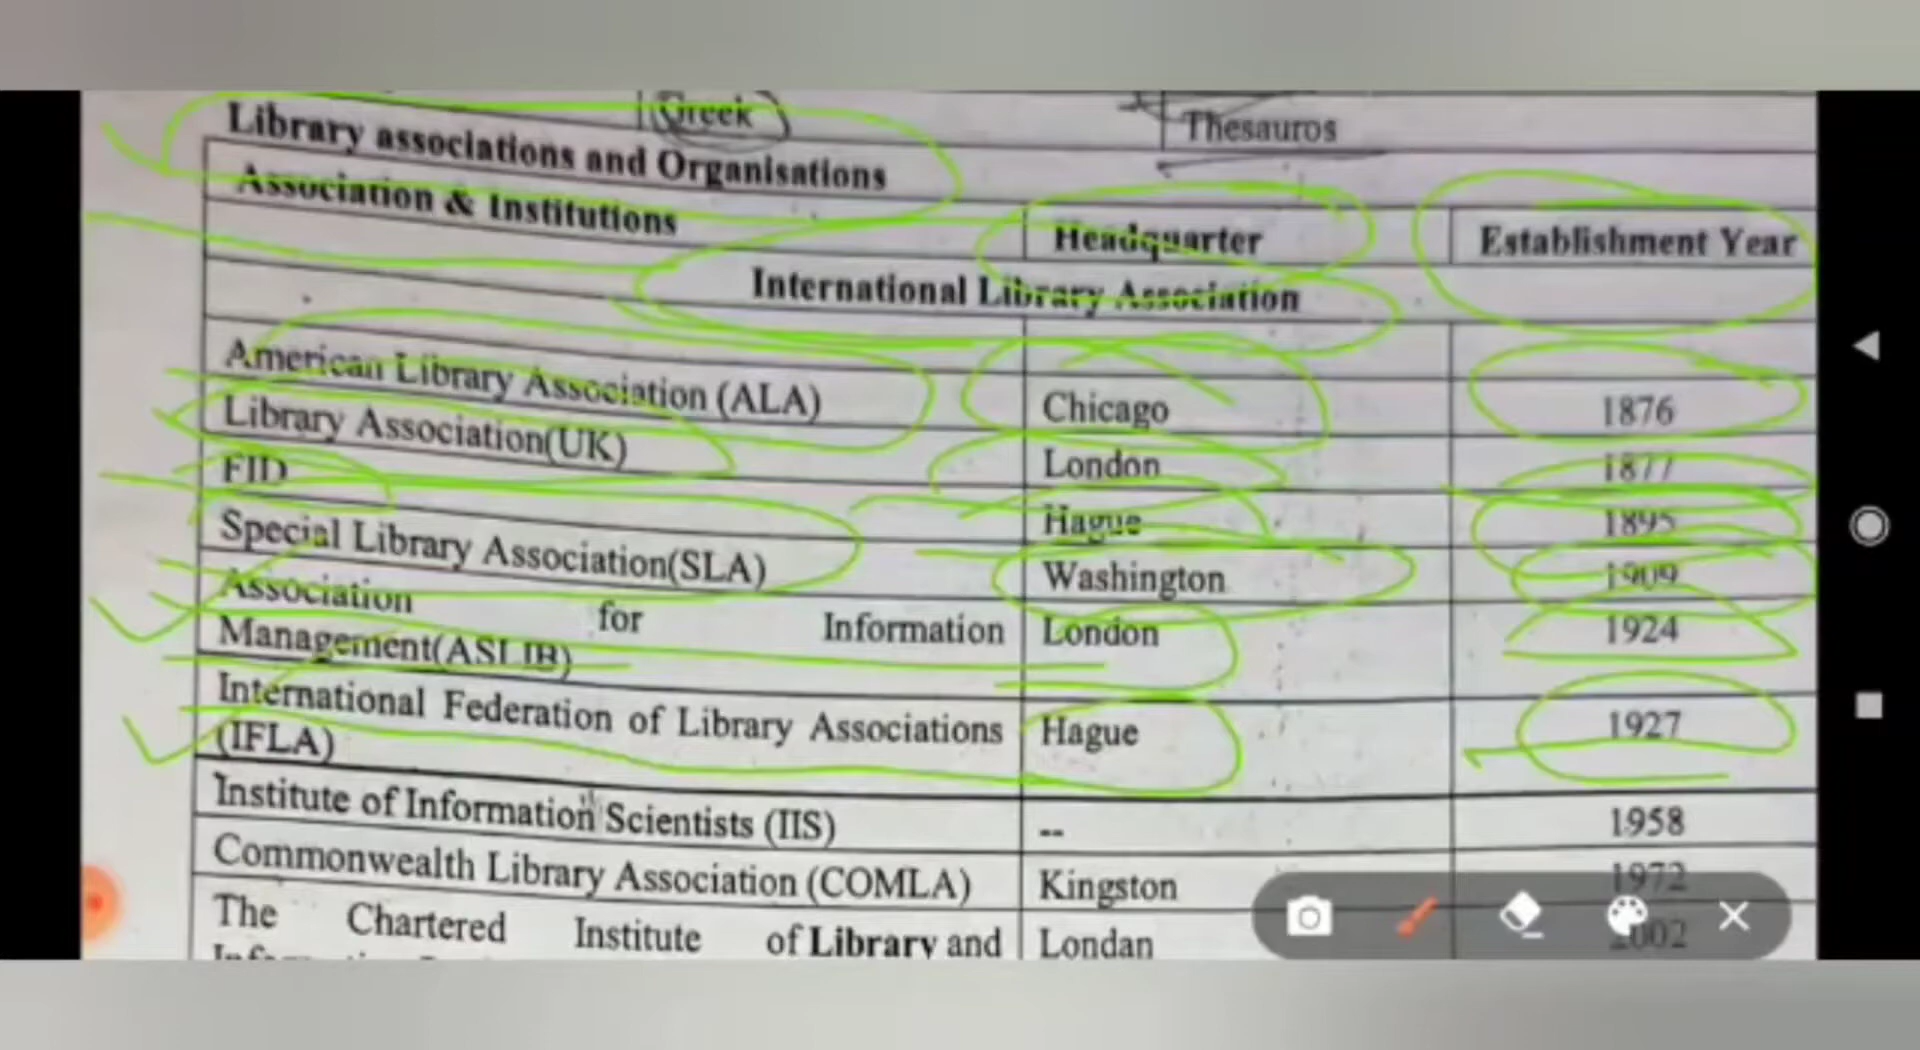 Greek Thesauros
Library associations and Organisations
Association & Institutions Headquarter Establishment Year
International Library Association
American Library Association (ALA) Chicago 1876
Library Association(UK) London 1877
FID Hague 1895
Special Library Association(SLA) Washington 1909
Association for Information London 1924
Management(ASLIB)
International Federation of Library Associations Hague 1927
(IFLA)
Institute of Information Scientists (IIS) -- 1958
Commonwealth Library Association (COMLA) Kingston 1972
The Chartered Institute of Library and Londan 2002